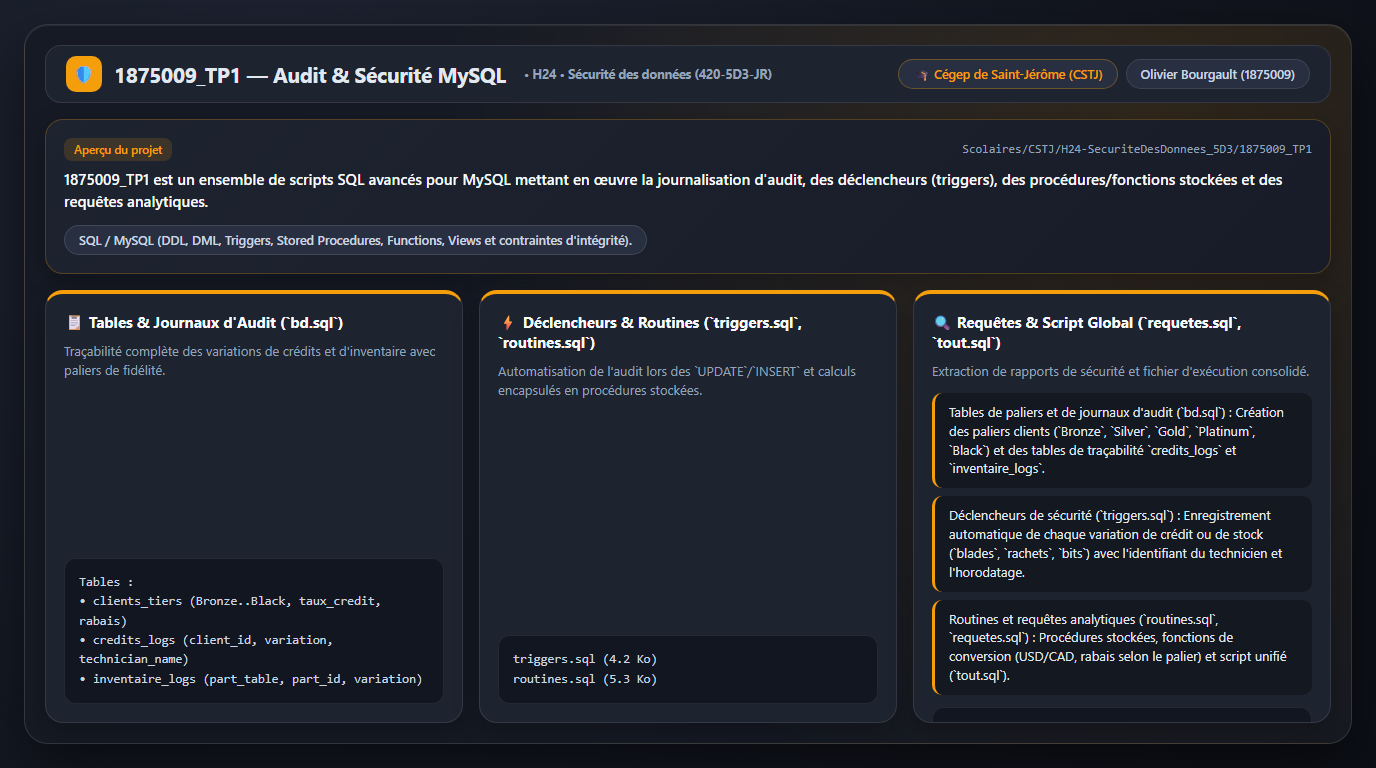 1875009_TP1 — Audit & Sécurité MySQL
• H24 • Sécurité des données (420-5D3-JR)
Cégep de Saint-Jérôme (CSTJ)
Olivier Bourgault (1875009)
Aperçu du projet
Scolaires/CSTJ/H24-SecuriteDesDonnees_5D3/1875009_TP1
1875009_TP1 est un ensemble de scripts SQL avancés pour MySQL mettant en œuvre la journalisation d'audit, des déclencheurs (triggers), des procédures/fonctions stockées et des
requêtes analytiques.
SQL / MySQL (DDL, DML, Triggers, Stored Procedures, Functions, Views et contraintes d'intégrité).
Tables & Journaux d'Audit (`bd.sql`)
Traçabilité complète des variations de crédits et d'inventaire avec
paliers de fidélité.
Tables :
• clients_tiers (Bronze..Black, taux_credit,
rabais)
• credits_logs (client_id, variation,
technician_name)
• inventaire_logs (part_table, part_id, variation)
Déclencheurs & Routines (`triggers.sql`,
`routines.sql`)
Automatisation de l'audit lors des `UPDATE`/`INSERT` et calculs
encapsulés en procédures stockées.
triggers.sql (4.2 Ko)
routines.sql (5.3 Ko)
Requêtes & Script Global (`requetes.sql`,
`tout.sql`)
Extraction de rapports de sécurité et fichier d'exécution consolidé.
Tables de paliers et de journaux d'audit (`bd.sql`) : Création
des paliers clients (`Bronze`, `Silver`, `Gold`, `Platinum`,
`Black`) et des tables de traçabilité `credits_logs` et
`inventaire_logs`.
Déclencheurs de sécurité (`triggers.sql`) : Enregistrement
automatique de chaque variation de crédit ou de stock
(`blades`, `rachets`, `bits`) avec l'identifiant du technicien et
l'horodatage.
Routines et requêtes analytiques (`routines.sql`,
`requetes.sql`) : Procédures stockées, fonctions de
conversion (USD/CAD, rabais selon le palier) et script unifié
(`tout.sql`).